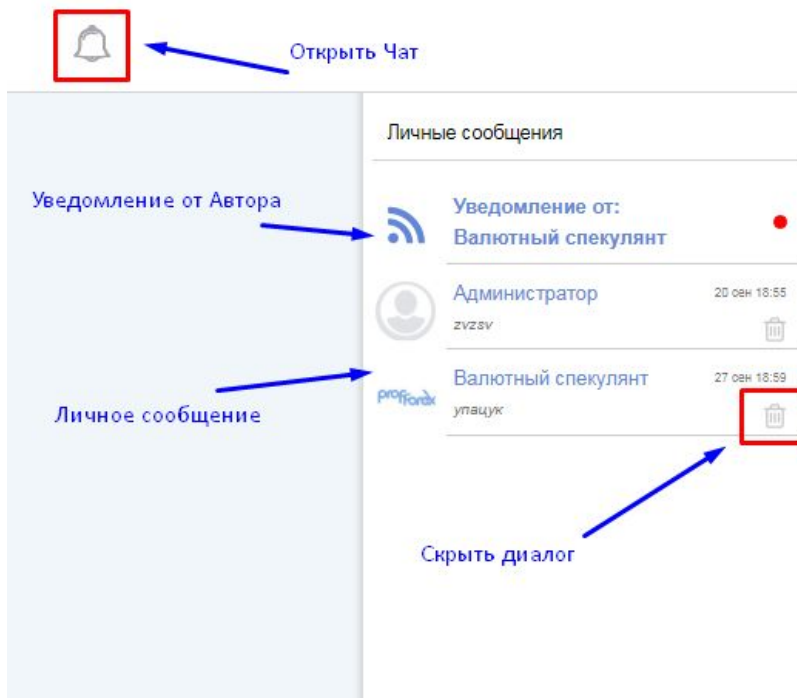 Открыть Чат
Личные сообщения
Уведомление от Автора
Уведомление от:
Валютный спекулянт
Администратор
20 сен 18:55
zvzsv
Валютный спекулянт
27 сен 18:59
profforex
упацук
Личное сообщение
Скрыть диалог